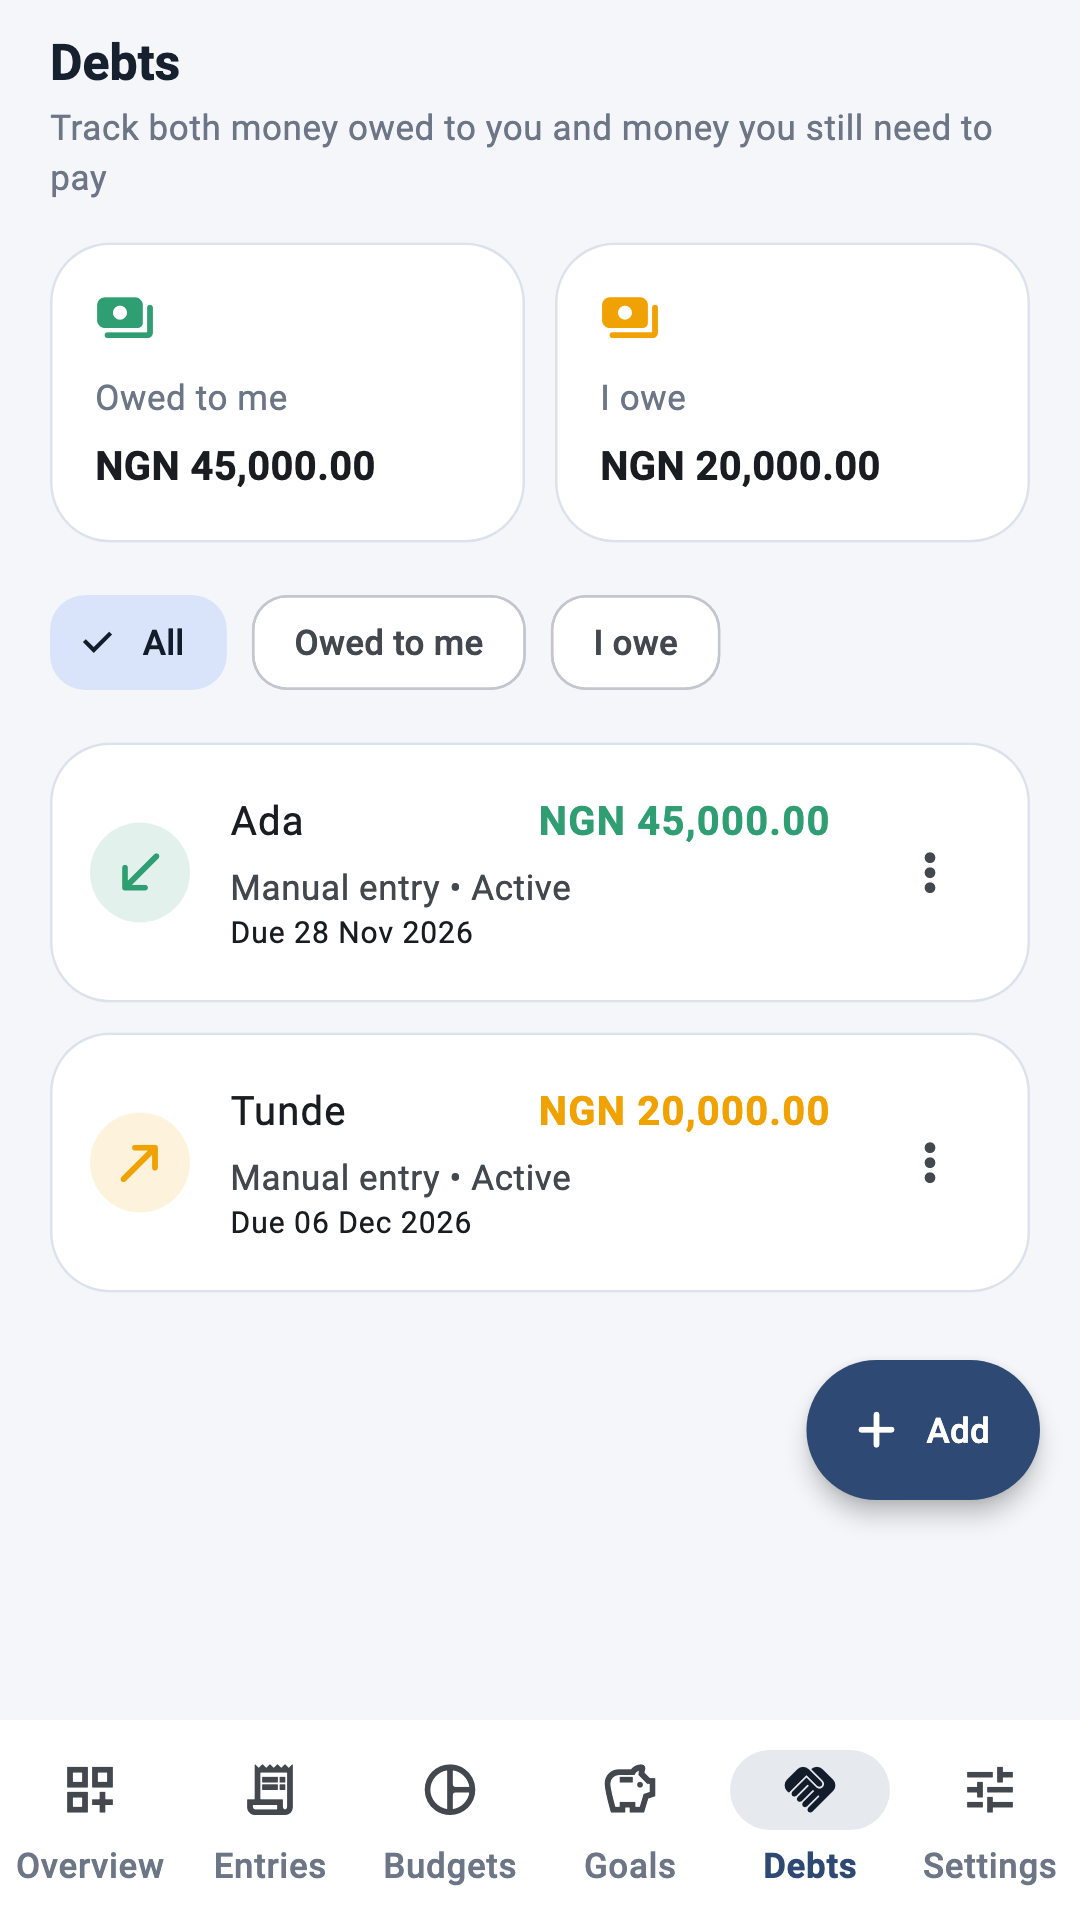 Debts
Track both money owed to you and money you still need to
pay
Owed to me
NGN 45,000.00
I owe
NGN 20,000.00
All
Owed to me
I owe
Ada
NGN 45,000.00
Manual entry • Active
Due 28 Nov 2026
Tunde
NGN 20,000.00
Manual entry • Active
Due 06 Dec 2026
Add
Overview
Entries
Budgets
Goals
Debts
Settings